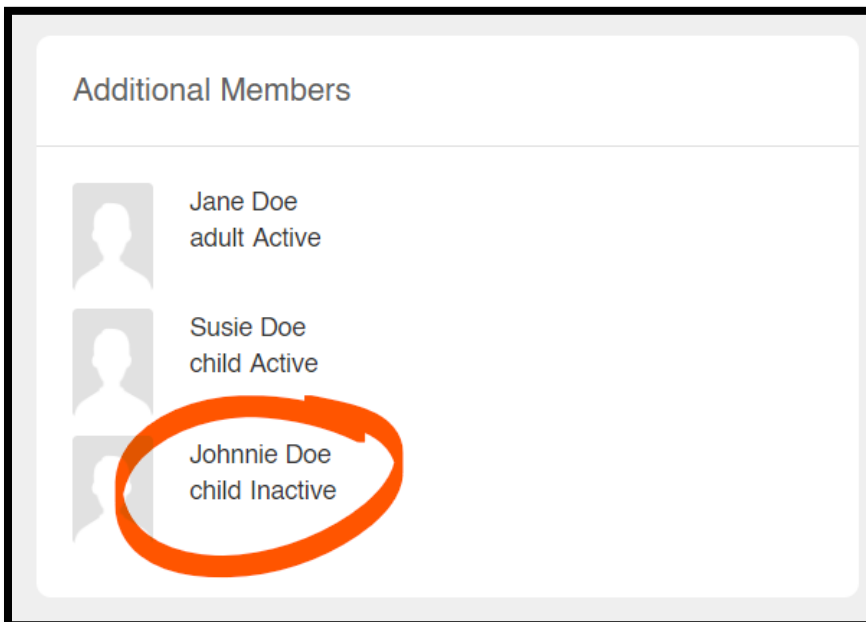 Additional Members
Jane Doe
adult Active
Susie Doe
child Active
Johnnie Doe
child Inactive